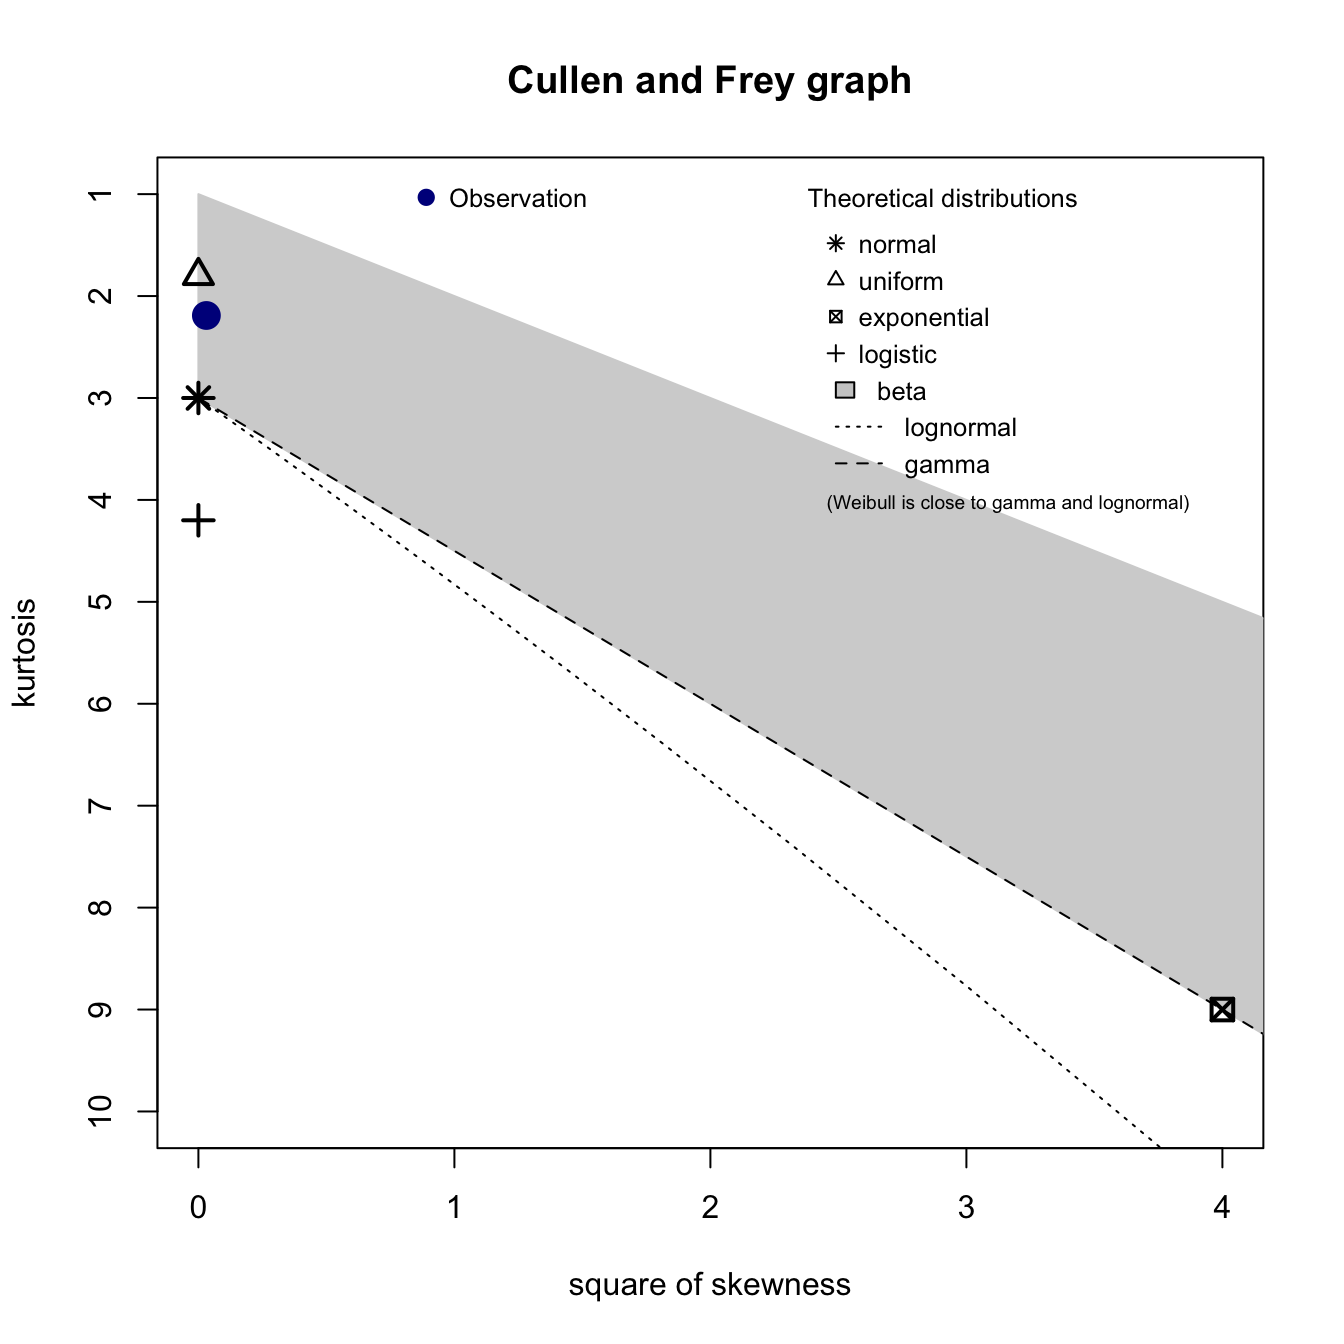 Cullen and Frey graph
Observation
Theoretical distributions
normal
uniform
exponential
logistic
beta
lognormal
gamma
(Weibull is close to gamma and lognormal)
kurtosis
1
2
3
4
5
6
7
8
9
10
0 1 2 3 4
square of skewness